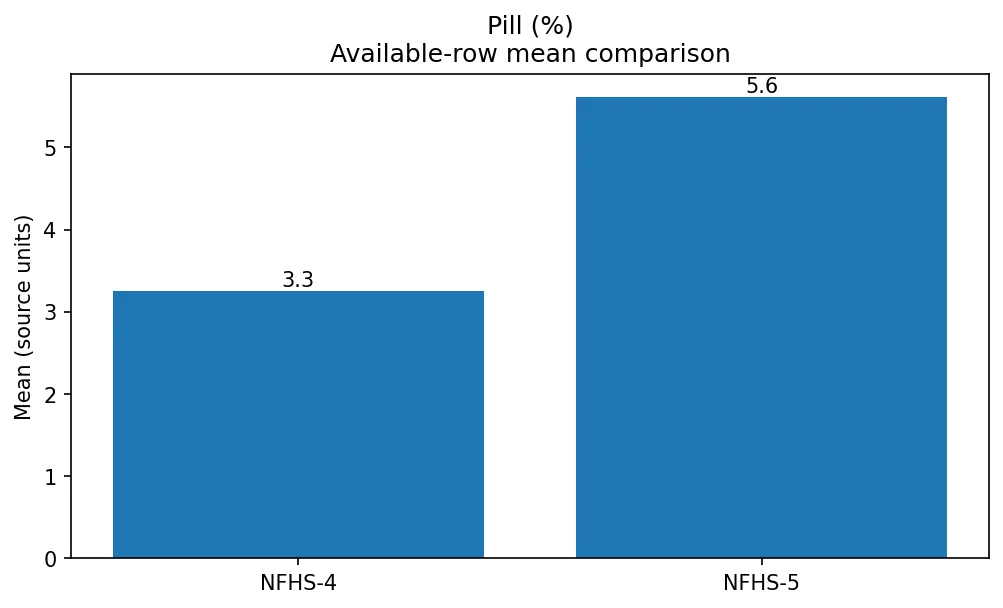 Pill (%)
Available-row mean comparison
Mean (source units)
5
4
3
2
1
0
3.3
5.6
NFHS-4
NFHS-5